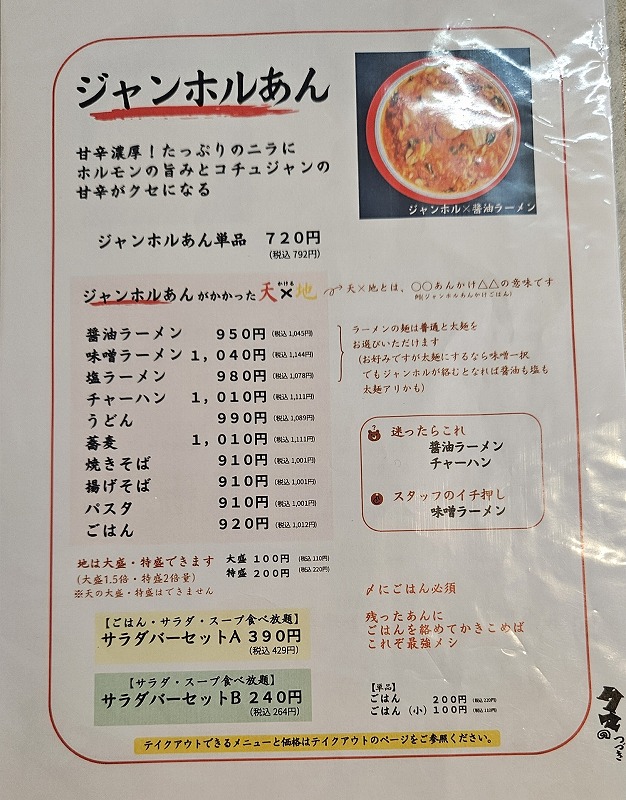 ジャンホルあん
甘辛濃厚！たっぷりのニラに
ホルモンの旨みとコチュジャンの
甘辛がクセになる
ジャンホル×醤油ラーメン
ジャンホルあん単品 720円
(税込 792円)
ジャンホルあんがかかった天×地
かける
天×地とは、○○あんかけ△△の意味です
例(ジャンホルあんかけごはん)
醤油ラーメン 950円(税込 1,045円)
味噌ラーメン 1,040円(税込 1,144円)
塩ラーメン 980円(税込 1,078円)
チャーハン 1,010円(税込 1,111円)
うどん 990円(税込 1,089円)
蕎麦 1,010円(税込 1,111円)
焼きそば 910円(税込 1,001円)
揚げそば 910円(税込 1,001円)
パスタ 910円(税込 1,001円)
ごはん 920円(税込 1,012円)
ラーメンの麺は普通と太麺を
お選びいただけます
(お好みですが太麺にするなら味噌一択
でもジャンホルが絡むとなれば醤油も塩も
太麺アリかも)
迷ったらこれ
醤油ラーメン
チャーハン
スタッフのイチ押し
味噌ラーメン
地は大盛・特盛できます
(大盛1.5倍・特盛2倍量)
※天の大盛・特盛はできません
大盛 100円(税込 110円)
特盛 200円(税込 220円)
【ごはん・サラダ・スープ食べ放題】
サラダバーセットA 390円
(税込 429円)
【サラダ・スープ食べ放題】
サラダバーセットB 240円
(税込 264円)
〆にごはん必須
残ったあんに
ごはんを絡めてかきこめば
これぞ最強メシ
【単品】
ごはん 200円(税込 220円)
ごはん（小）100円(税込 110円)
テイクアウトできるメニューと価格はテイクアウトのページをご参照ください。
つづき